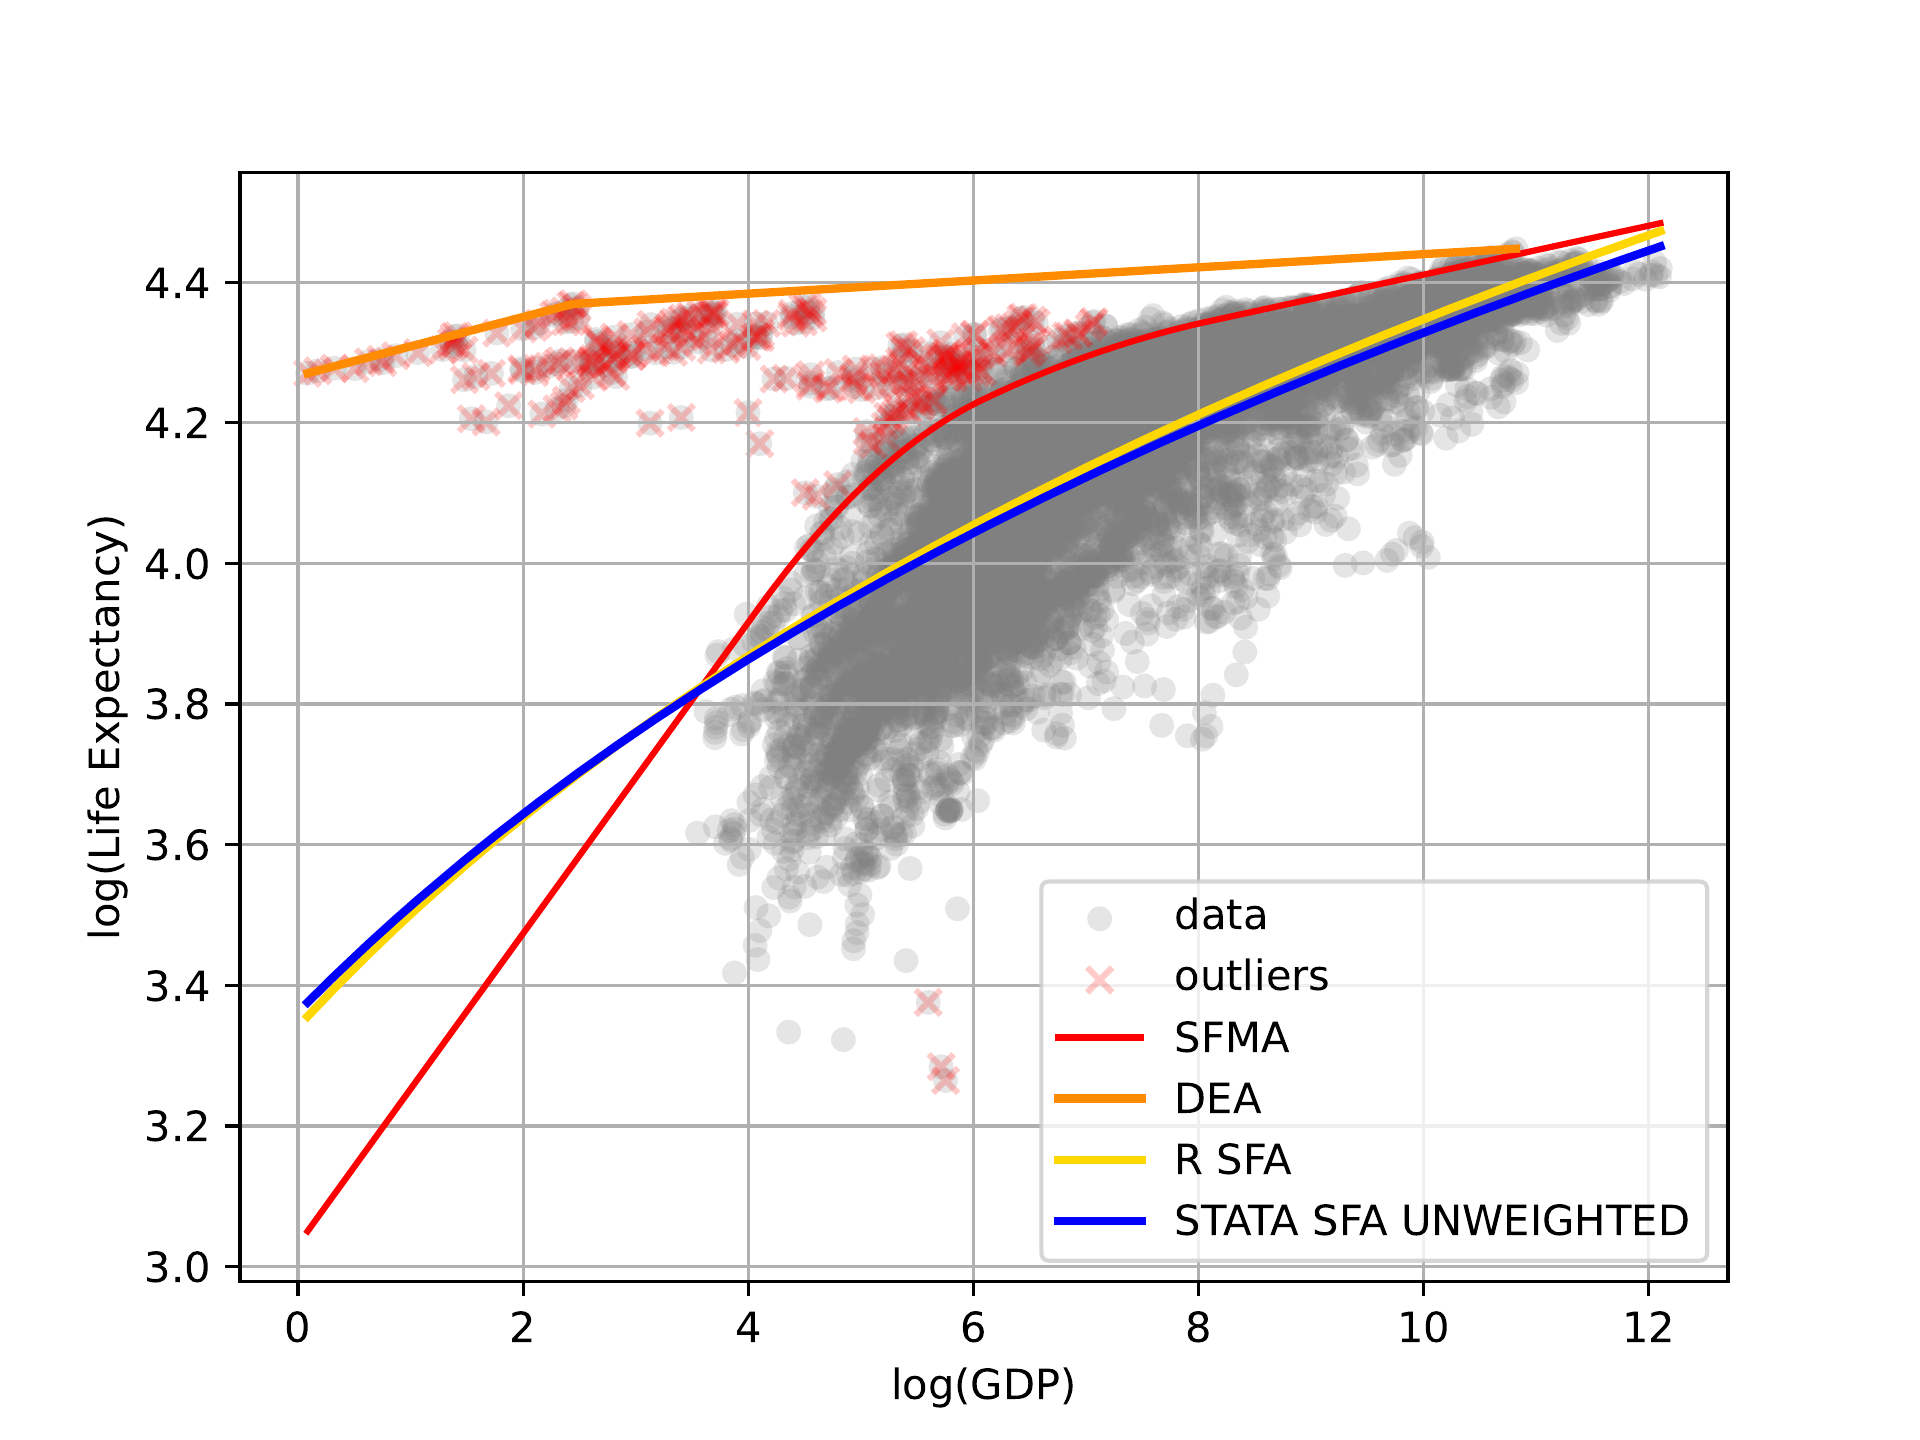 4.4
4.2
4.0
3.8
3.6
3.4
3.2
3.0
log(Life Expectancy)
0 2 4 6 8 10 12
log(GDP)
data
outliers
SFMA
DEA
R SFA
STATA SFA UNWEIGHTED